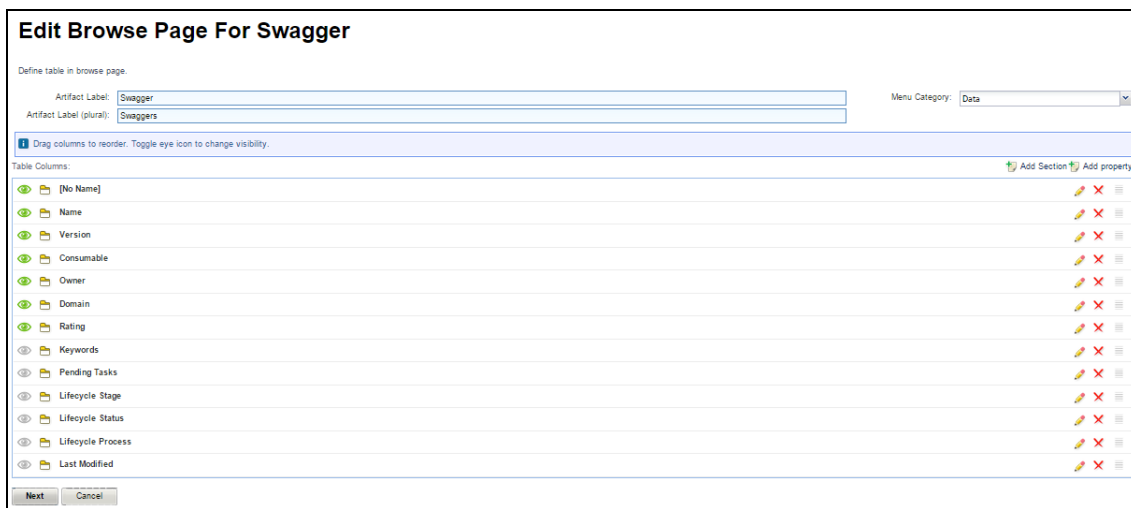 Edit Browse Page For Swagger
Define table in browse page.
Artifact Label: Swagger Menu Category: Data
Artifact Label (plural): Swaggers
Drag columns to reorder. Toggle eye icon to change visibility.
Table Columns: Add Section Add property
[No Name]
Name
Version
Consumable
Owner
Domain
Rating
Keywords
Pending Tasks
Lifecycle Stage
Lifecycle Status
Lifecycle Process
Last Modified
Next Cancel